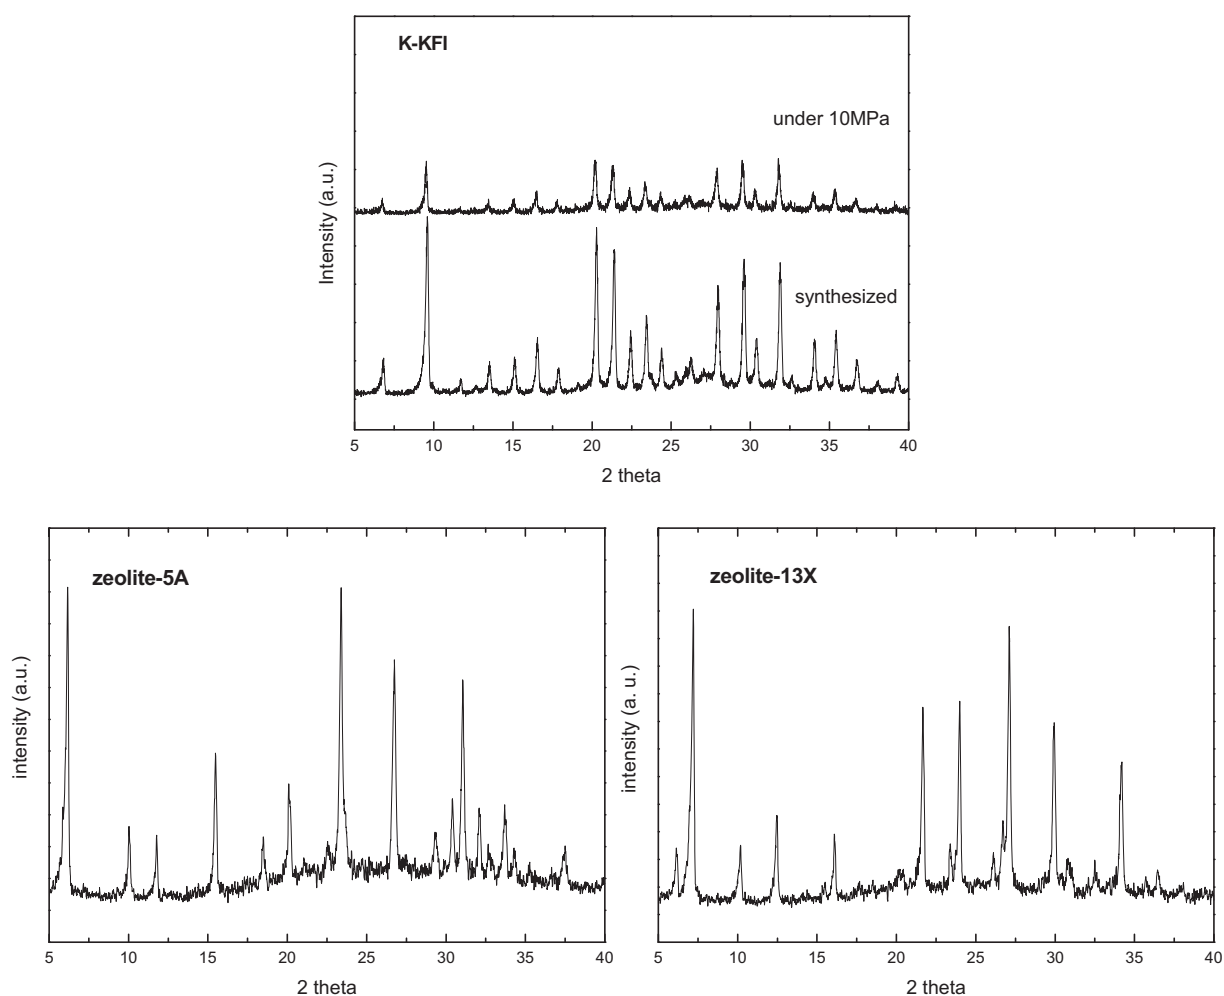 K-KFI
under 10MPa
synthesized
Intensity (a.u.)
5 10 15 20 25 30 35 40
2 theta
zeolite-5A
intensity (a.u.)
5 10 15 20 25 30 35 40
2 theta
zeolite-13X
intensity (a. u.)
5 10 15 20 25 30 35 40
2 theta